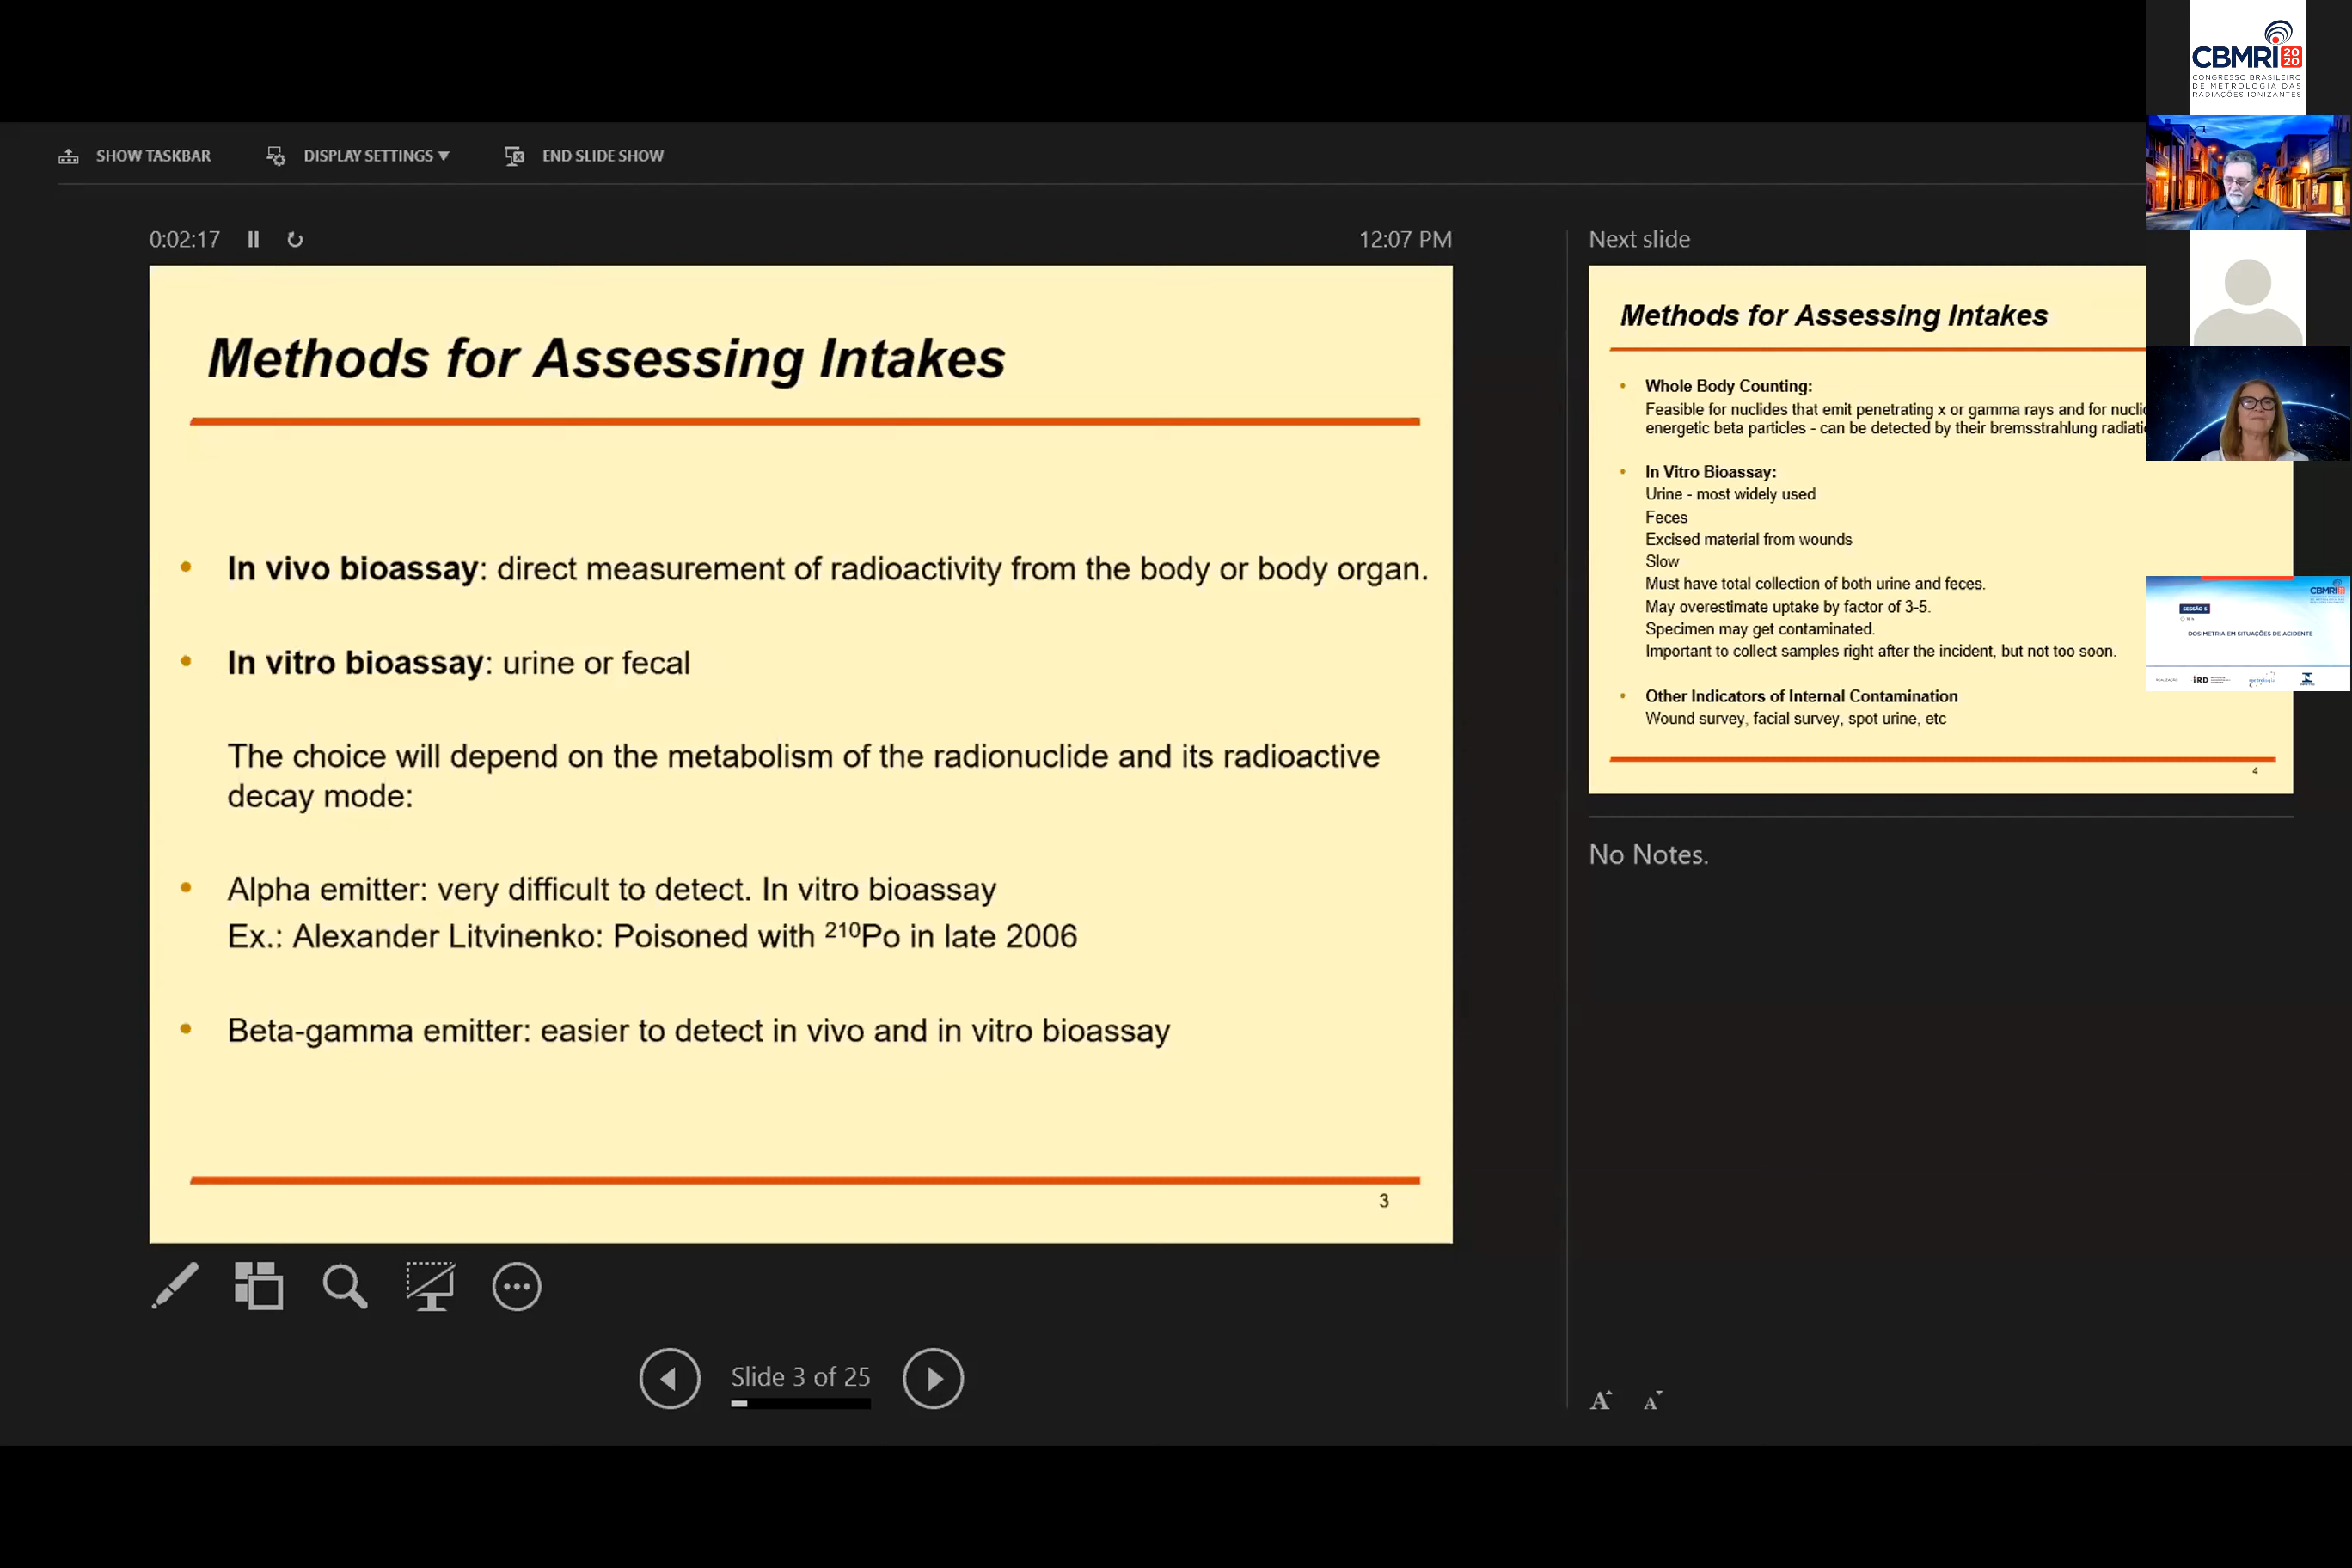 CBMRI 20 20
CONGRESSO BRASILEIRO
DE METROLOGIA DAS
RADIAÇÕES IONIZANTES
SHOW TASKBAR
DISPLAY SETTINGS
END SLIDE SHOW
0:02:17
12:07 PM
Methods for Assessing Intakes
• In vivo bioassay: direct measurement of radioactivity from the body or body organ.
• In vitro bioassay: urine or fecal
The choice will depend on the metabolism of the radionuclide and its radioactive
decay mode:
• Alpha emitter: very difficult to detect. In vitro bioassay
Ex.: Alexander Litvinenko: Poisoned with ²¹⁰Po in late 2006
• Beta-gamma emitter: easier to detect in vivo and in vitro bioassay
3
Slide 3 of 25
Next slide
Methods for Assessing Intakes
• Whole Body Counting:
Feasible for nuclides that emit penetrating x or gamma rays and for
energetic beta particles - can be detected by their bremsstrahlung
• In Vitro Bioassay:
Urine - most widely used
Feces
Excised material from wounds
Slow
Must have total collection of both urine and feces.
May overestimate uptake by factor of 3-5.
Specimen may get contaminated.
Important to collect samples right after the incident, but not too soon.
• Other Indicators of Internal Contamination
Wound survey, facial survey, spot urine, etc
4
No Notes.
A A
CBMRI
SESSÃO 5
DOSIMETRIA EM SITUAÇÕES DE ACIDENTE
REALIZAÇÃO
IRD
metrologia